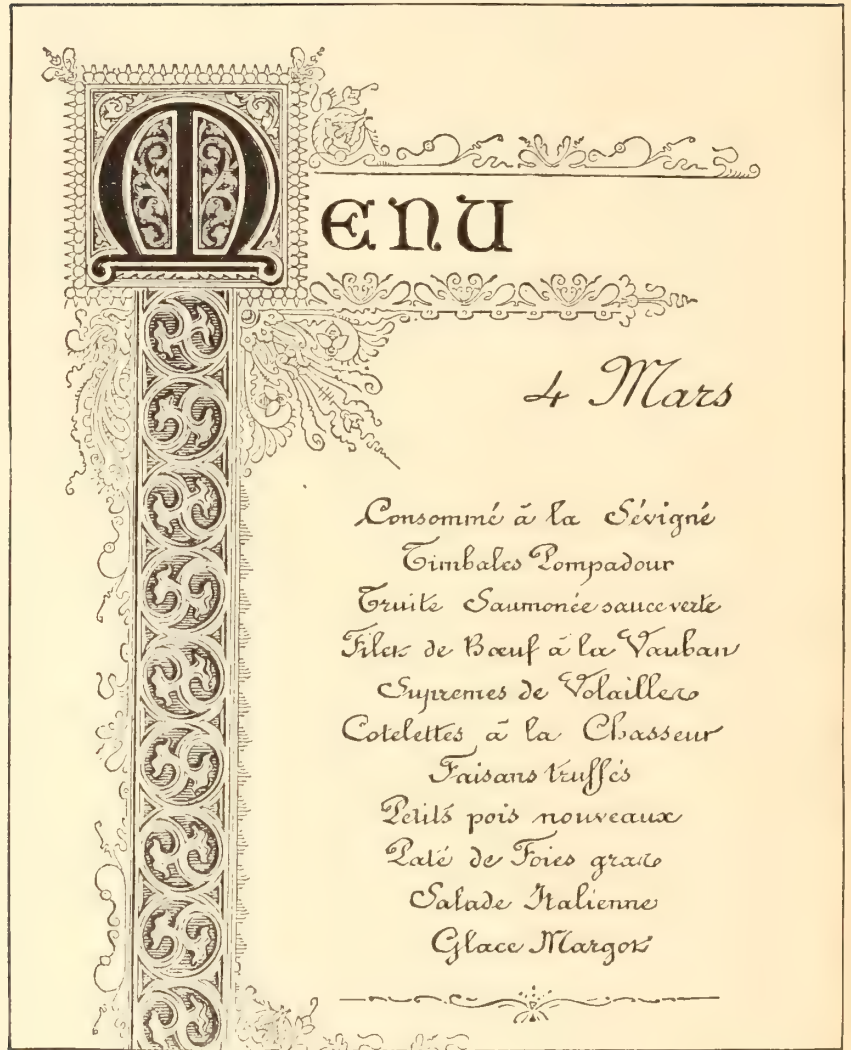 MENU
4 Mars
Consommé à la Sévigné
Timbales Pompadour
Truite Saumonée sauce verte
Filet de Bœuf à la Vauban
Supremes de Volailles
Cotelettes à la Chasseur
Faisans truffés
Petits pois nouveaux
Paté de Foies gras
Salade Italienne
Glace Margot